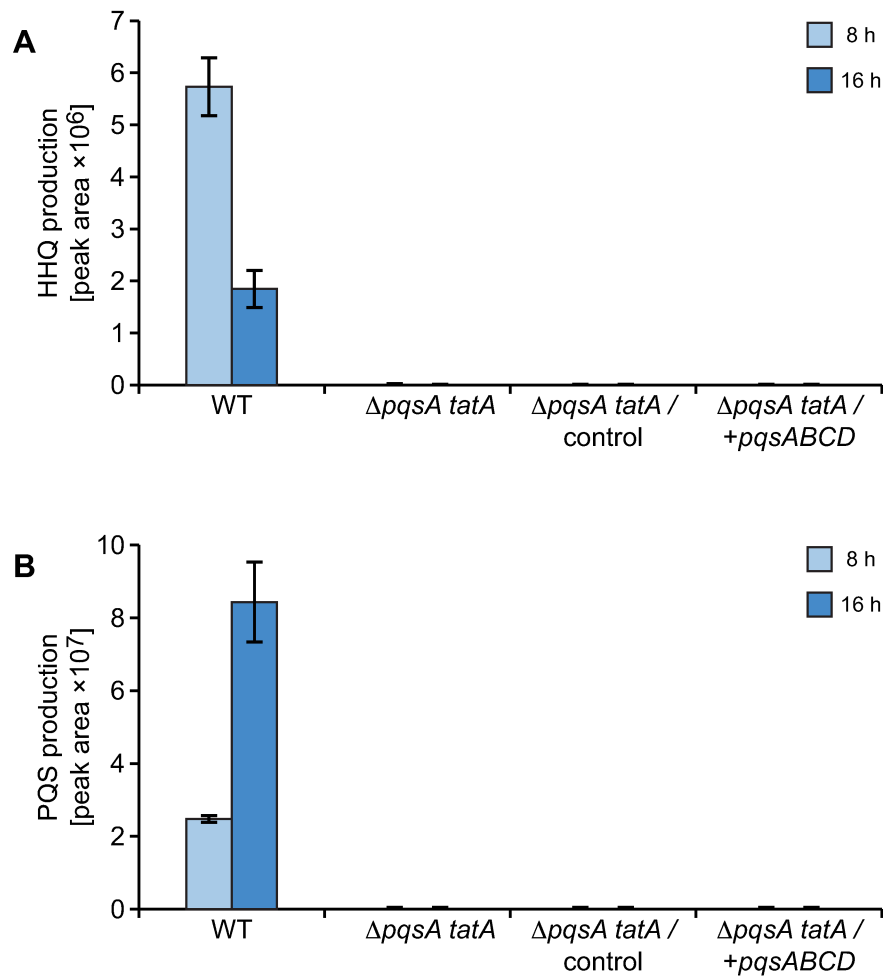 A
HHQ production
[peak area ×10⁶]
7
6
5
4
3
2
1
0
8 h
16 h
WT
ΔpqsA tatA
ΔpqsA tatA /
control
ΔpqsA tatA /
+pqsABCD
B
PQS production
[peak area ×10⁷]
10
8
6
4
2
0
8 h
16 h
WT
ΔpqsA tatA
ΔpqsA tatA /
control
ΔpqsA tatA /
+pqsABCD